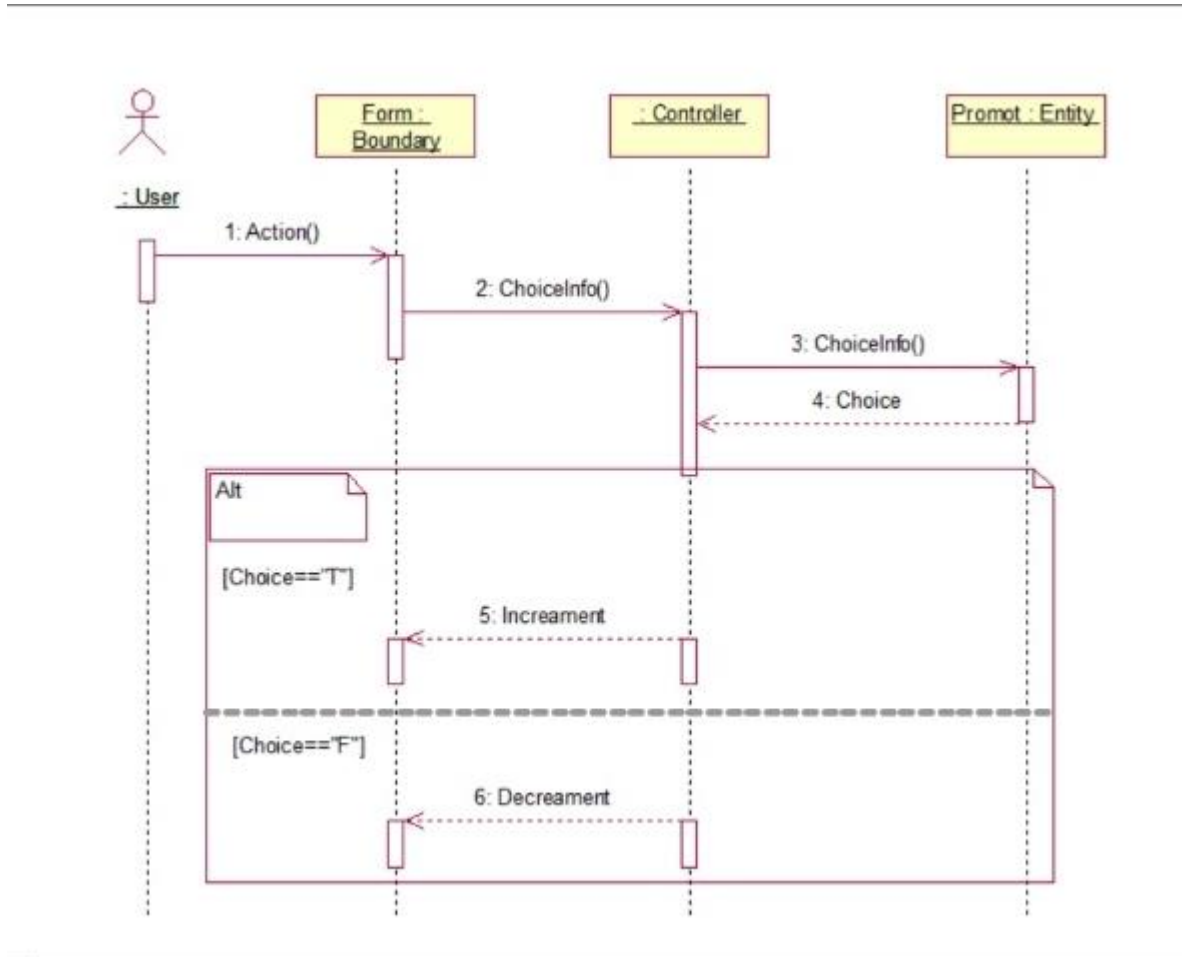 Form :
Boundary
: Controller
Promot : Entity
: User
1: Action()
2: ChoiceInfo()
3: ChoiceInfo()
4: Choice
Alt
[Choice=="T"]
5: Increament
[Choice=="F"]
6: Decreament